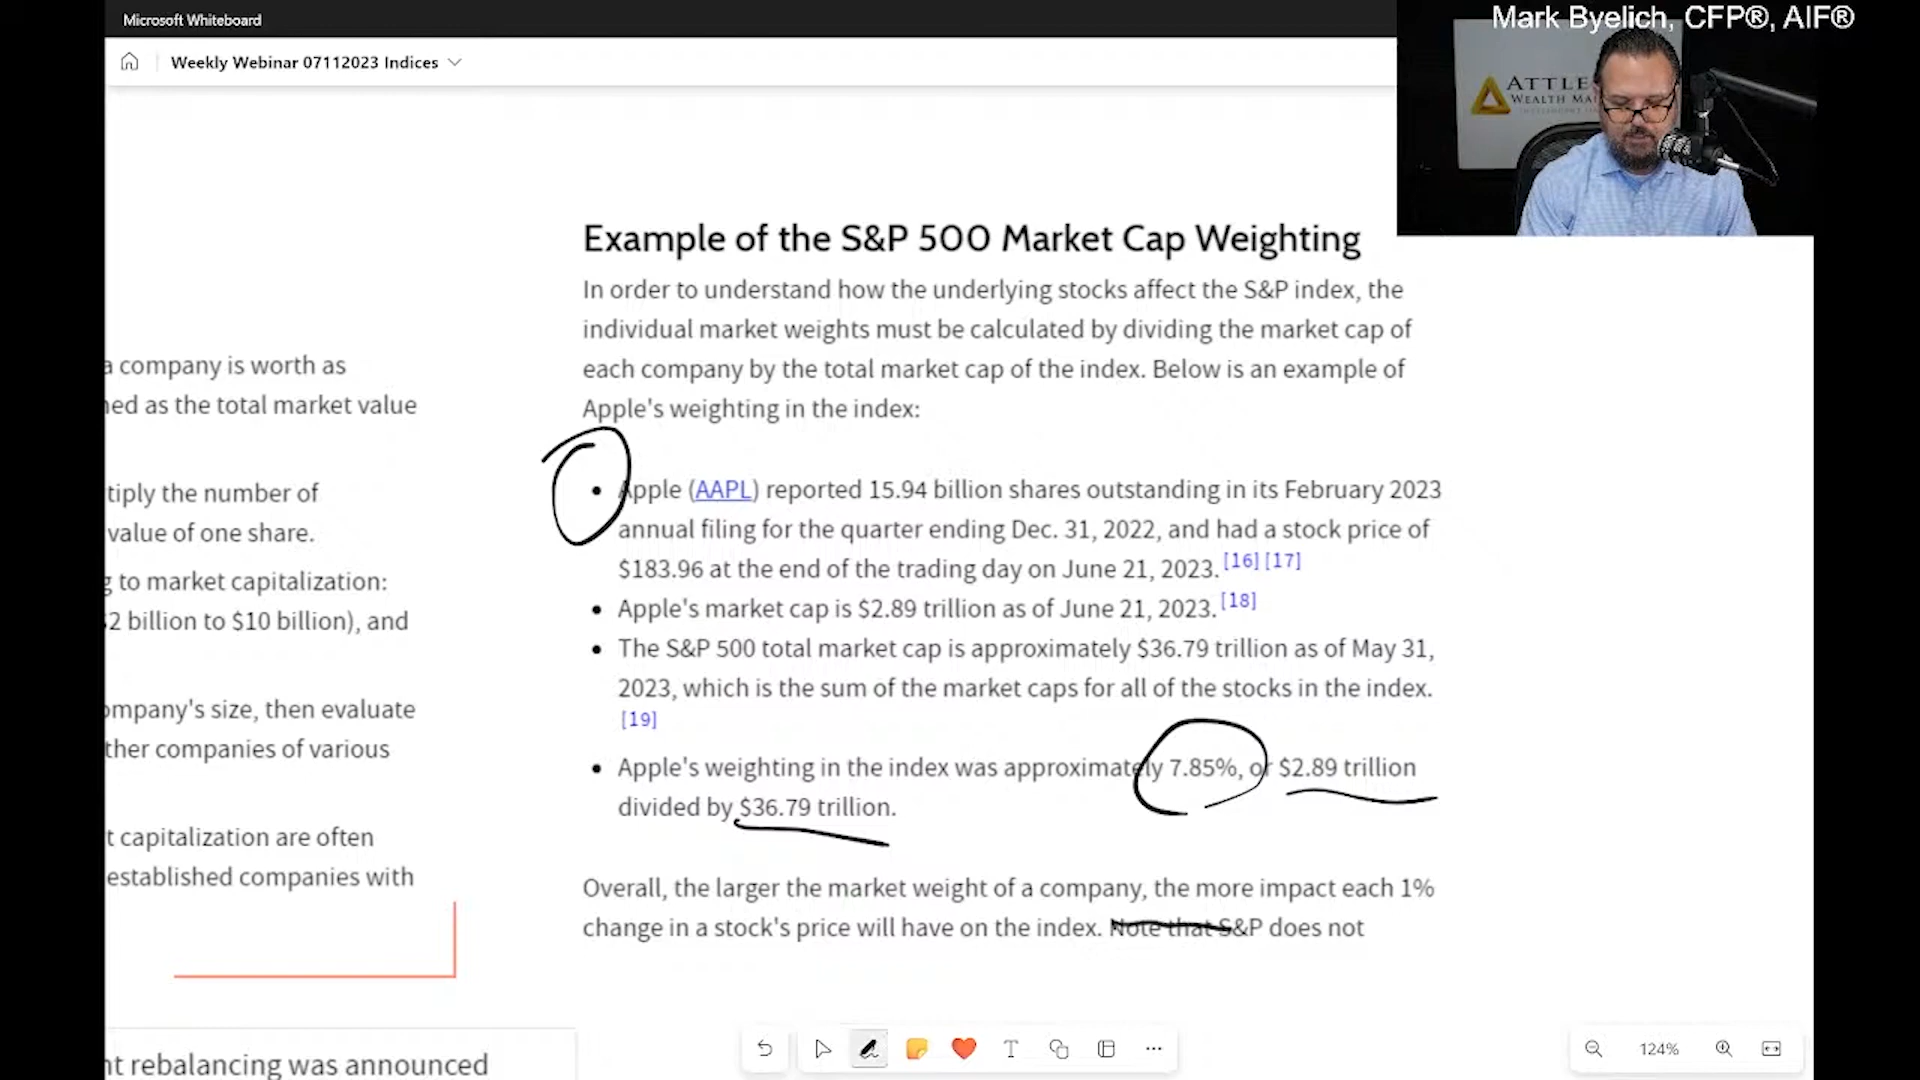 Microsoft Whiteboard
Mark Byelich, CFP®, AIF®
Weekly Webinar 07112023 Indices
ATTLE
WEALTH MA
Example of the S&P 500 Market Cap Weighting
In order to understand how the underlying stocks affect the S&P index, the
individual market weights must be calculated by dividing the market cap of
each company by the total market cap of the index. Below is an example of
Apple's weighting in the index:
Apple (AAPL) reported 15.94 billion shares outstanding in its February 2023
annual filing for the quarter ending Dec. 31, 2022, and had a stock price of
$183.96 at the end of the trading day on June 21, 2023. [16] [17]
Apple's market cap is $2.89 trillion as of June 21, 2023. [18]
The S&P 500 total market cap is approximately $36.79 trillion as of May 31,
2023, which is the sum of the market caps for all of the stocks in the index.
[19]
Apple's weighting in the index was approximately 7.85%, or $2.89 trillion
divided by $36.79 trillion.
Overall, the larger the market weight of a company, the more impact each 1%
change in a stock's price will have on the index. Note that S&P does not
a company is worth as
ned as the total market value
tiply the number of
value of one share.
g to market capitalization:
2 billion to $10 billion), and
ompany's size, then evaluate
ther companies of various
t capitalization are often
established companies with
nt rebalancing was announced
124%